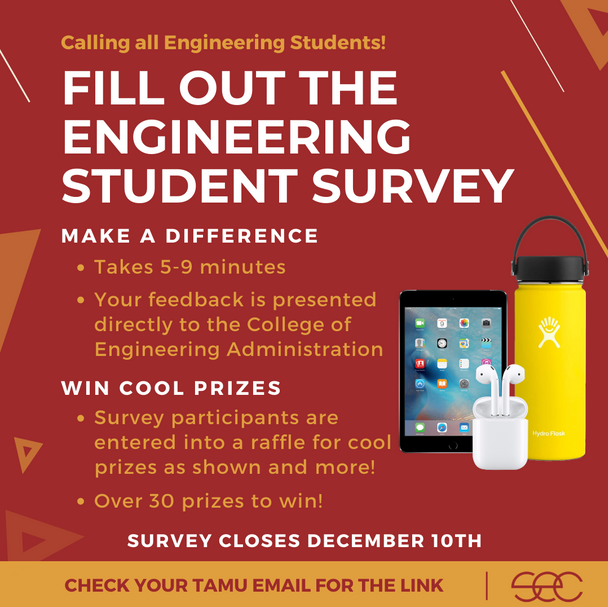 Calling all Engineering Students!
FILL OUT THE
ENGINEERING
STUDENT SURVEY
MAKE A DIFFERENCE
• Takes 5-9 minutes
• Your feedback is presented
directly to the College of
Engineering Administration
WIN COOL PRIZES
• Survey participants are
entered into a raffle for cool
prizes as shown and more!
• Over 30 prizes to win!
Hydro Flask
SURVEY CLOSES DECEMBER 10TH
CHECK YOUR TAMU EMAIL FOR THE LINK
sec